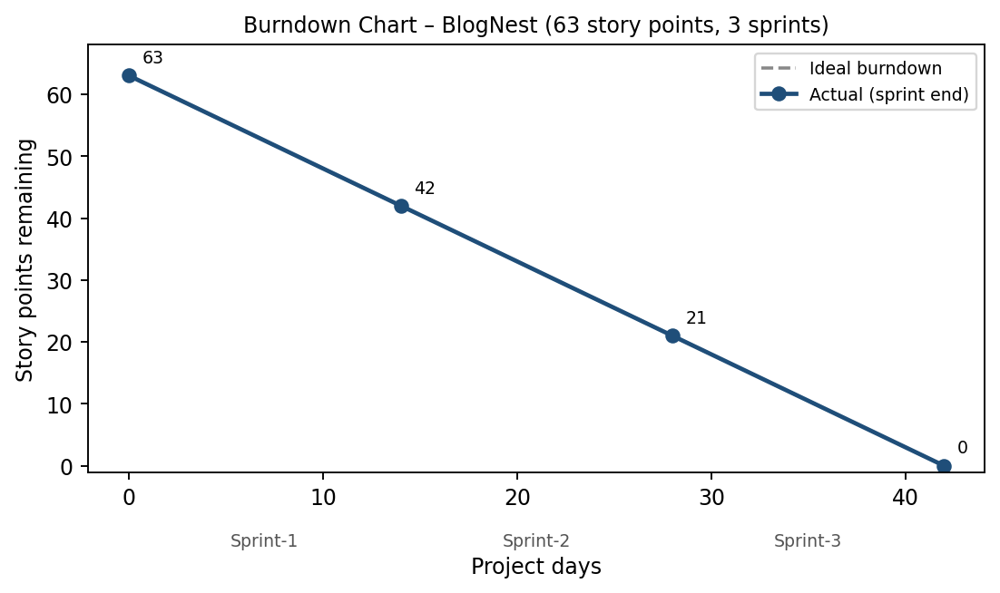 Burndown Chart – BlogNest (63 story points, 3 sprints)
Ideal burndown
Actual (sprint end)
63
42
21
0
Story points remaining
60
50
40
30
20
10
0
0 10 20 30 40
Sprint-1 Sprint-2 Sprint-3
Project days